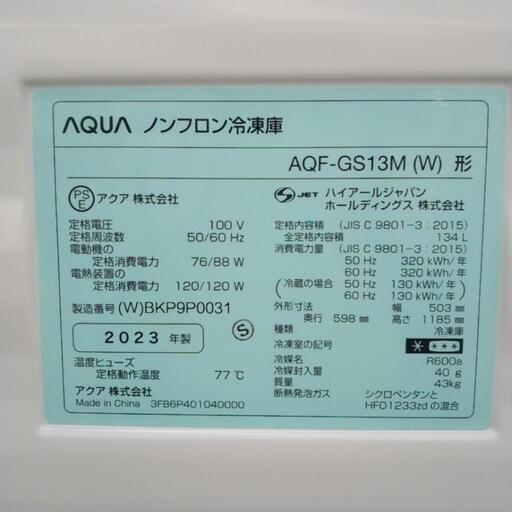 AQUA ノンフロン冷凍庫
AQF-GS13M (W) 形
PS
E
アクア 株式会社
定格電圧 100 V
定格周波数 50/60 Hz
電動機の
定格消費電力 76/88 W
電熱装置の
定格消費電力 120/120 W
製造番号 (W)BKP9P0031
2023 年製
S
温度ヒューズ
定格動作温度 77 ℃
アクア 株式会社
Made in China 3FB6P401040000
S JET ハイアールジャパン
ホールディングス 株式会社
定格内容積 (JIS C 9801-3 : 2015)
全定格内容積 134 L
消費電力量 (JIS C 9801-3 : 2015)
50 Hz 320 kWh/年
60 Hz 320 kWh/年
(冷蔵の場合 50 Hz 130 kWh/年)
60 Hz 130 kWh/年
外形寸法 幅 503 mm
奥行 598 mm 高さ 1185 mm
種類 冷凍庫
冷凍室の記号
冷媒名 R600a
冷媒封入量 40 g
質量 43kg
断熱発泡ガス シクロペンタンと
HFO1233zd の混合